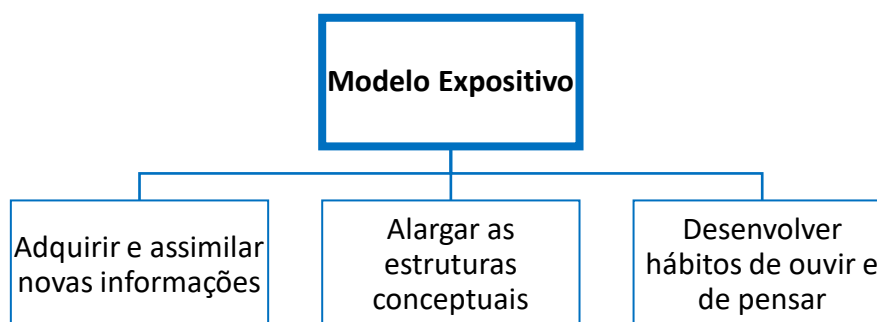 Modelo Expositivo
Adquirir e assimilar
novas informações
Alargar as
estruturas
conceptuais
Desenvolver
hábitos de ouvir e
de pensar